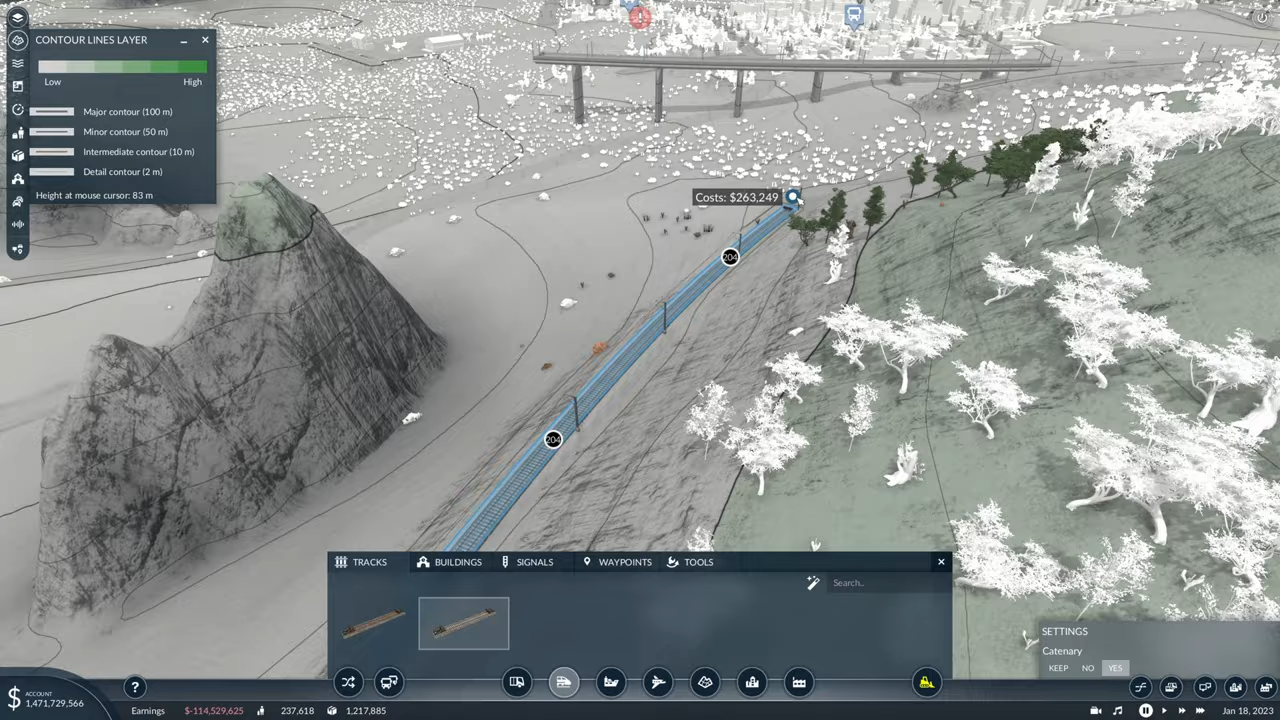 CONTOUR LINES LAYER
Low High
Major contour (100 m)
Minor contour (50 m)
Intermediate contour (10 m)
Detail contour (2 m)
Height at mouse cursor: 83 m
Costs: $263,249
204
204
TRACKS BUILDINGS SIGNALS WAYPOINTS TOOLS
Search..
SETTINGS
Catenary
KEEP NO YES
$ ACCOUNT
1,471,729,566
?
Earnings $-114,529,625 237,618 1,217,885 Jan 18, 2023